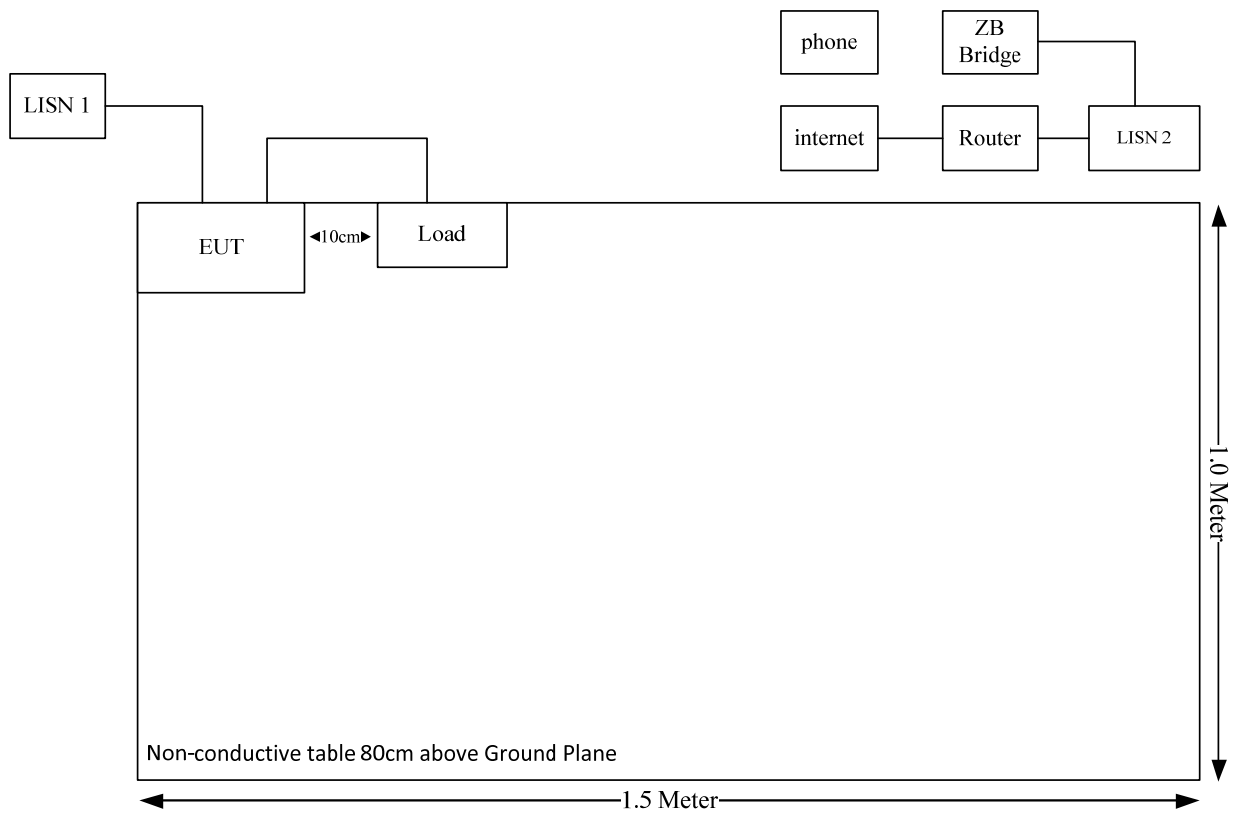 phone
ZB
Bridge
LISN 1
internet
Router
LISN 2
EUT
10cm
Load
1.0 Meter
Non-conductive table 80cm above Ground Plane
1.5 Meter